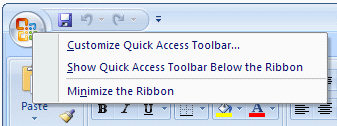 Customize Quick Access Toolbar...
Show Quick Access Toolbar Below the Ribbon
Minimize the Ribbon
Paste
B U A